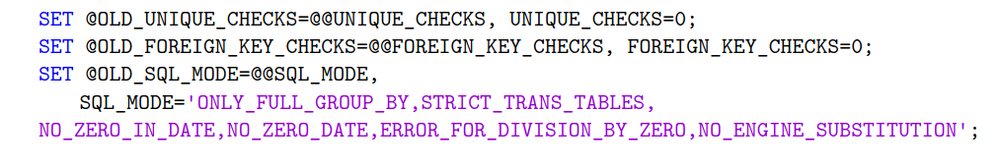 SET @OLD_UNIQUE_CHECKS=@@UNIQUE_CHECKS, UNIQUE_CHECKS=0;
SET @OLD_FOREIGN_KEY_CHECKS=@@FOREIGN_KEY_CHECKS, FOREIGN_KEY_CHECKS=0;
SET @OLD_SQL_MODE=@@SQL_MODE,
SQL_MODE='ONLY_FULL_GROUP_BY,STRICT_TRANS_TABLES,
NO_ZERO_IN_DATE,NO_ZERO_DATE,ERROR_FOR_DIVISION_BY_ZERO,NO_ENGINE_SUBSTITUTION';